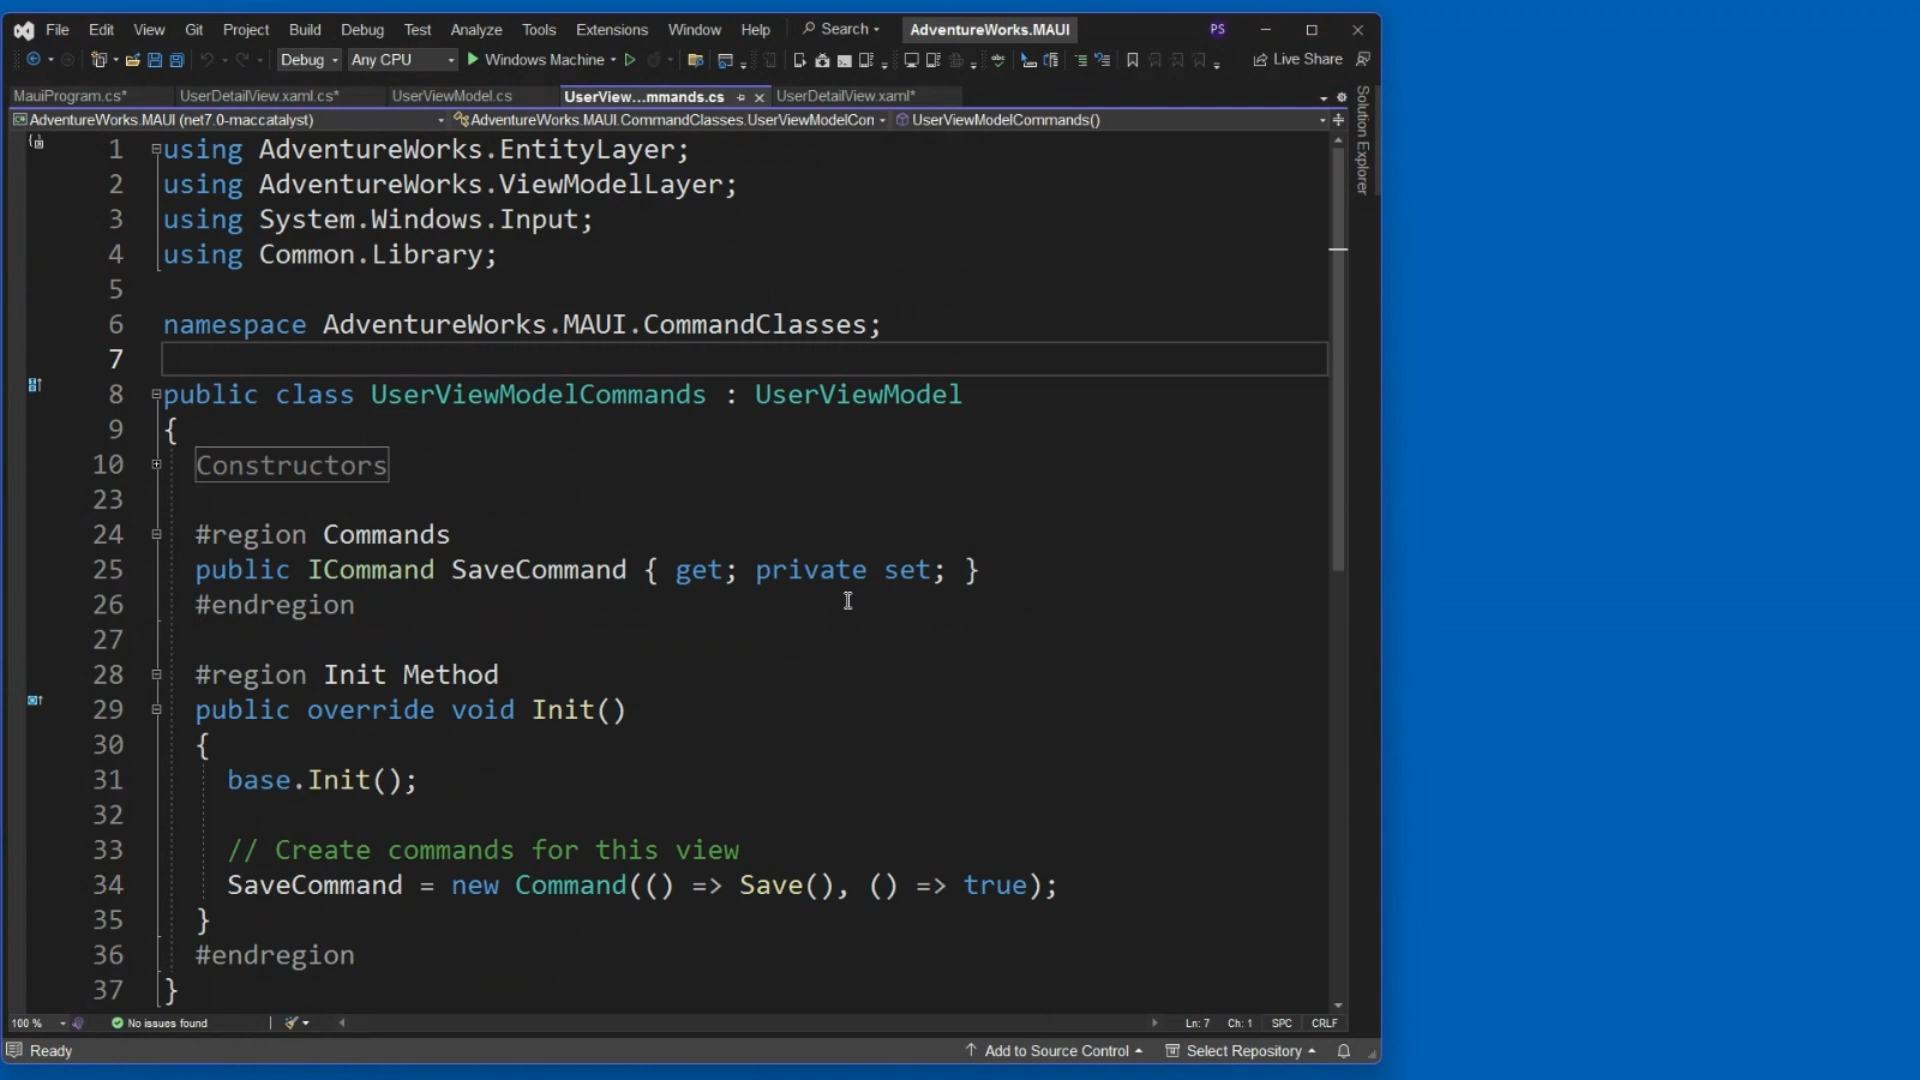 File Edit View Git Project Build Debug Test Analyze Tools Extensions Window Help Search AdventureWorks.MAUI PS
Debug Any CPU Windows Machine Live Share
MauiProgram.cs* UserDetailView.xaml.cs* UserViewModel.cs UserView...mmands.cs UserDetailView.xaml*
AdventureWorks.MAUI (net7.0-maccatalyst) AdventureWorks.MAUI.CommandClasses.UserViewModelCon UserViewModelCommands()
Solution Explorer
1 using AdventureWorks.EntityLayer;
2 using AdventureWorks.ViewModelLayer;
3 using System.Windows.Input;
4 using Common.Library;
5
6 namespace AdventureWorks.MAUI.CommandClasses;
7
8 public class UserViewModelCommands : UserViewModel
9 {
10 Constructors
23
24 #region Commands
25 public ICommand SaveCommand { get; private set; }
26 #endregion
27
28 #region Init Method
29 public override void Init()
30 {
31 base.Init();
32
33 // Create commands for this view
34 SaveCommand = new Command(() => Save(), () => true);
35 }
36 #endregion
37 }
100 % No issues found Ln: 7 Ch: 1 SPC CRLF
Ready Add to Source Control Select Repository